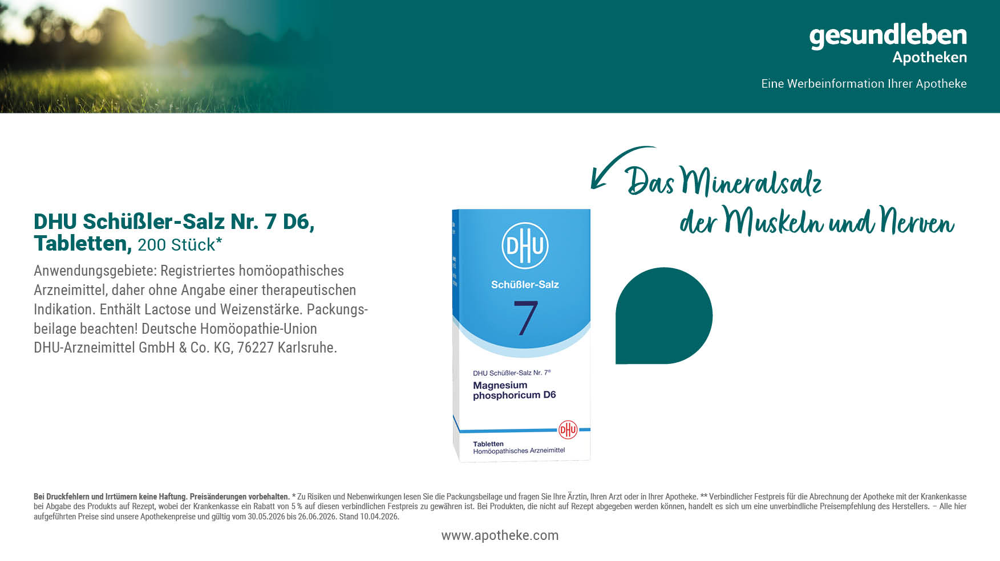 gesundleben
Apotheken
Eine Werbeinformation Ihrer Apotheke
Das Mineralsalz
der Muskeln und Nerven
DHU Schüßler-Salz Nr. 7 D6,
Tabletten, 200 Stück*
Anwendungsgebiete: Registriertes homöopathisches
Arzneimittel, daher ohne Angabe einer therapeutischen
Indikation. Enthält Lactose und Weizenstärke. Packungs-
beilage beachten! Deutsche Homöopathie-Union
DHU-Arzneimittel GmbH & Co. KG, 76227 Karlsruhe.
DHU
Schüßler-Salz
7
DHU Schüßler-Salz Nr. 7®
Magnesium
phosphoricum D6
DHU
Tabletten
Homöopathisches Arzneimittel
Bei Druckfehlern und Irrtümern keine Haftung. Preisänderungen vorbehalten. * Zu Risiken und Nebenwirkungen lesen Sie die Packungsbeilage und fragen Sie Ihre Ärztin, Ihren Arzt oder in Ihrer Apotheke. ** Verbindlicher Festpreis für die Abrechnung der Apotheke mit der Krankenkasse
bei Abgabe des Produkts auf Rezept, wobei der Krankenkasse ein Rabatt von 5 % auf diesen verbindlichen Festpreis zu gewähren ist. Bei Produkten, die nicht auf Rezept abgegeben werden können, handelt es sich um eine unverbindliche Preisempfehlung des Herstellers. – Alle hier
aufgeführten Preise sind unsere Apothekenpreise und gültig vom 30.05.2026 bis 26.06.2026. Stand 10.04.2026.
www.apotheke.com